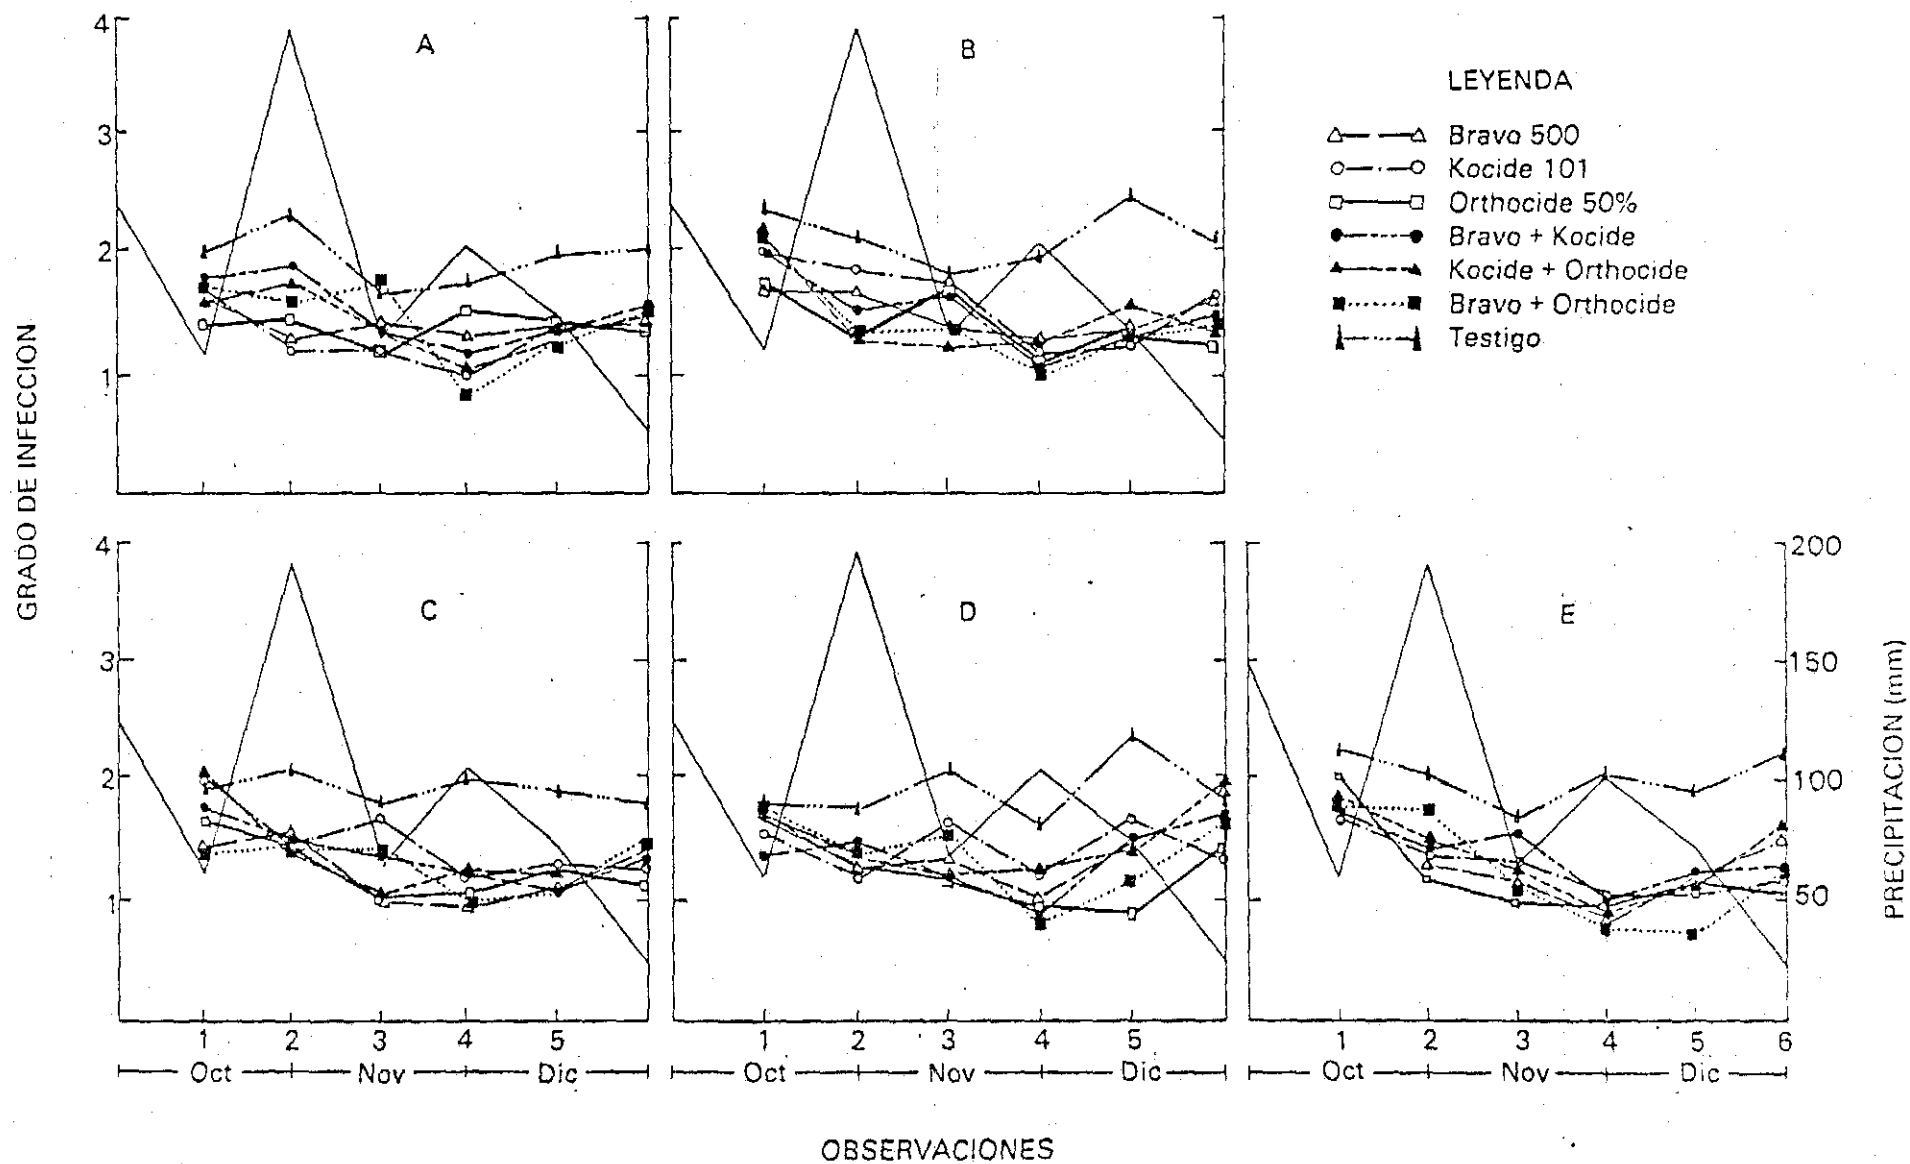 GRADO DE INFECCION
4
3
2
1
A
B
LEYENDA
Bravo 500
Kocide 101
Orthocide 50%
Bravo + Kocide
Kocide + Orthocide
Bravo + Orthocide
Testigo
4
3
2
1
C
D
E
200
150
100
50
PRECIPITACION (mm)
1 2 3 4 5 1 2 3 4 5 1 2 3 4 5 6
Oct Nov Dic Oct Nov Dic Oct Nov Dic
OBSERVACIONES